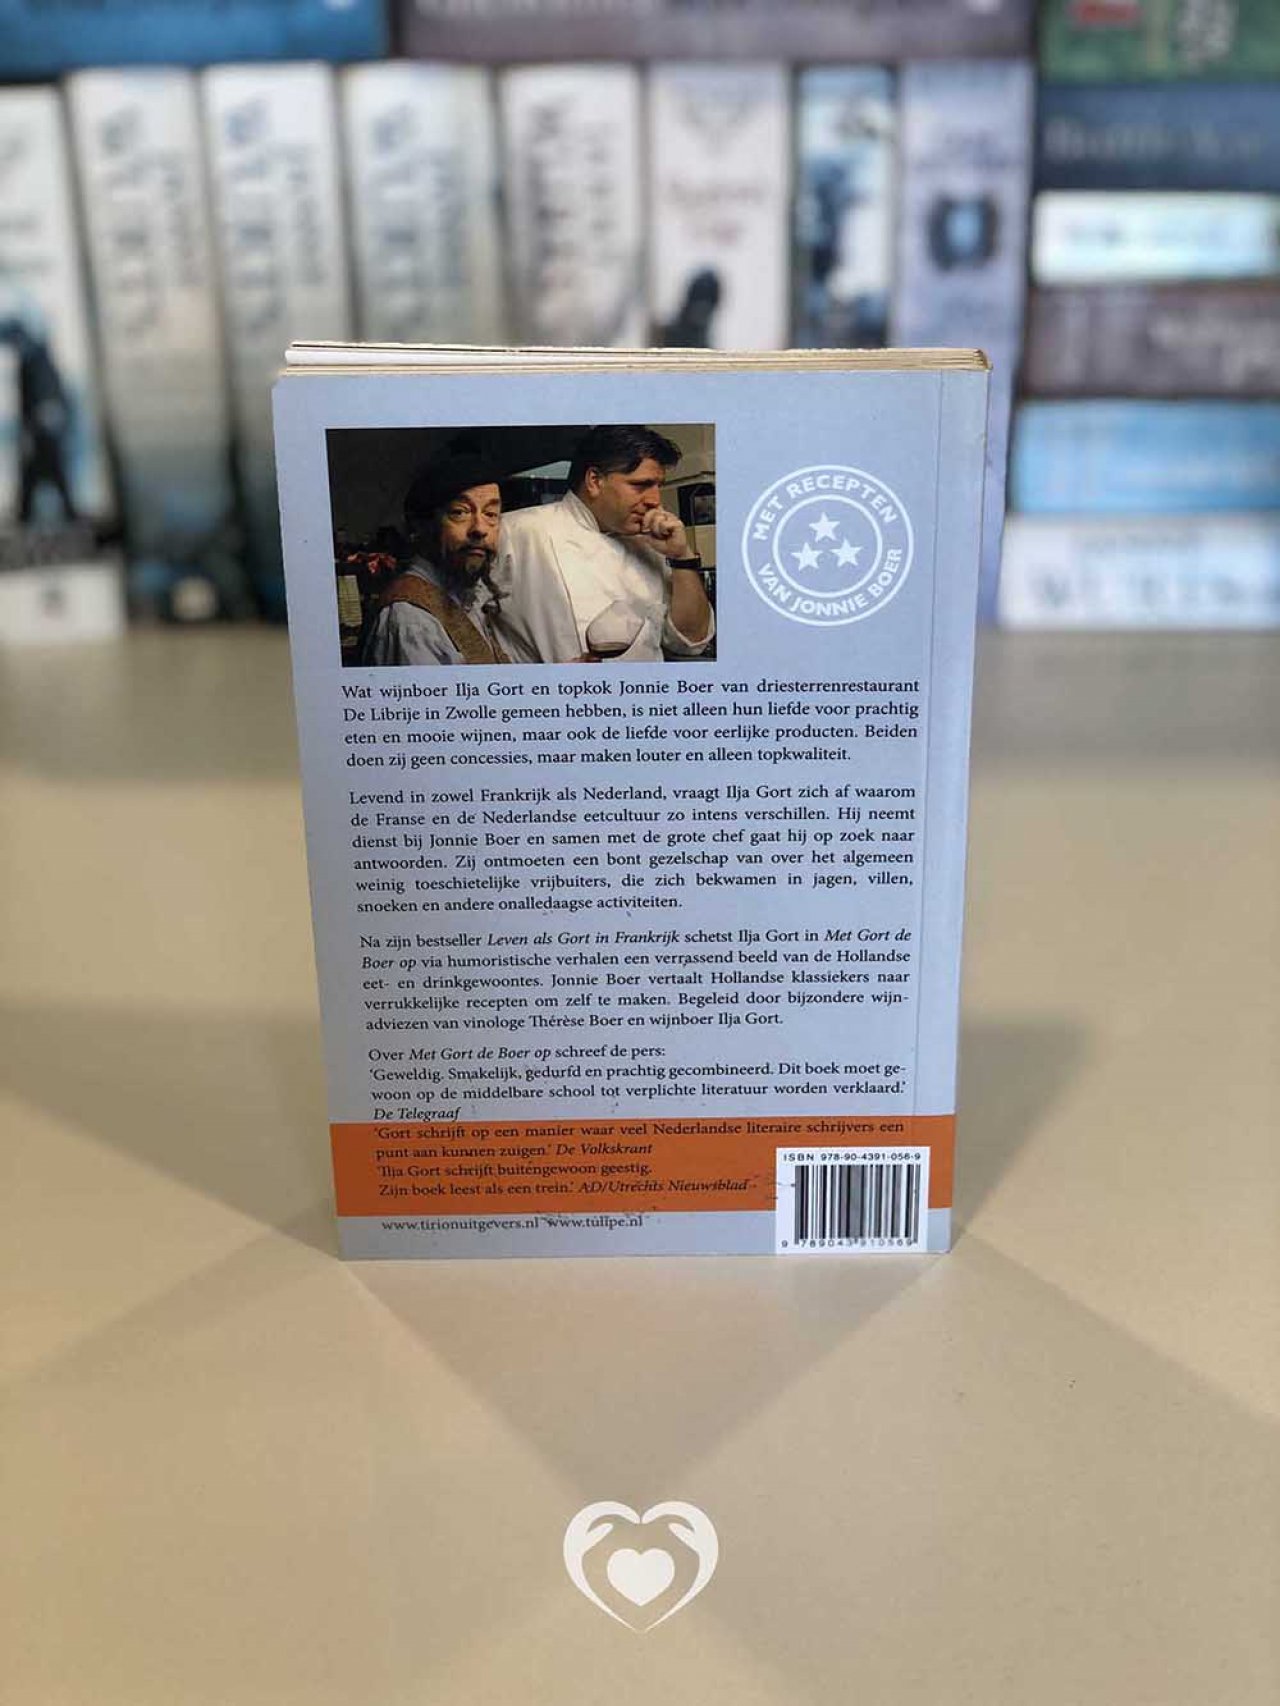 MET RECEPTEN
VAN JONNIE BOER
Wat wijnboer Ilja Gort en topkok Jonnie Boer van driesterrenrestaurant
De Librije in Zwolle gemeen hebben, is niet alleen hun liefde voor prachtig
eten en mooie wijnen, maar ook de liefde voor eerlijke producten. Beiden
doen zij geen concessies, maar maken louter en alleen topkwaliteit.
Levend in zowel Frankrijk als Nederland, vraagt Ilja Gort zich af waarom
de Franse en de Nederlandse eetcultuur zo intens verschillen. Hij neemt
dienst bij Jonnie Boer en samen met de grote chef gaat hij op zoek naar
antwoorden. Zij ontmoeten een bont gezelschap van over het algemeen
weinig toeschietelijke vrijbuiters, die zich bekwamen in jagen, villen,
snoeken en andere onalledaagse activiteiten.
Na zijn bestseller Leven als Gort in Frankrijk schetst Ilja Gort in Met Gort de
Boer op via humoristische verhalen een verrassend beeld van de Hollandse
eet- en drinkgewoontes. Jonnie Boer vertaalt Hollandse klassiekers naar
verrukkelijke recepten om zelf te maken. Begeleid door bijzondere wijn-
adviezen van vinologe Thérèse Boer en wijnboer Ilja Gort.
Over Met Gort de Boer op schreef de pers:
'Geweldig. Smakelijk, gedurfd en prachtig gecombineerd. Dit boek moet ge-
woon op de middelbare school tot verplichte literatuur worden verklaard.'
De Telegraaf
'Gort schrijft op een manier waar veel Nederlandse literaire schrijvers een
punt aan kunnen zuigen.' De Volkskrant
'Ilja Gort schrijft buitengewoon geestig.
Zijn boek leest als een trein.' AD/Utrechts Nieuwsblad
www.tirionuitgevers.nl www.tulipe.nl
ISBN 978-90-4391-056-9
9 789043 910569